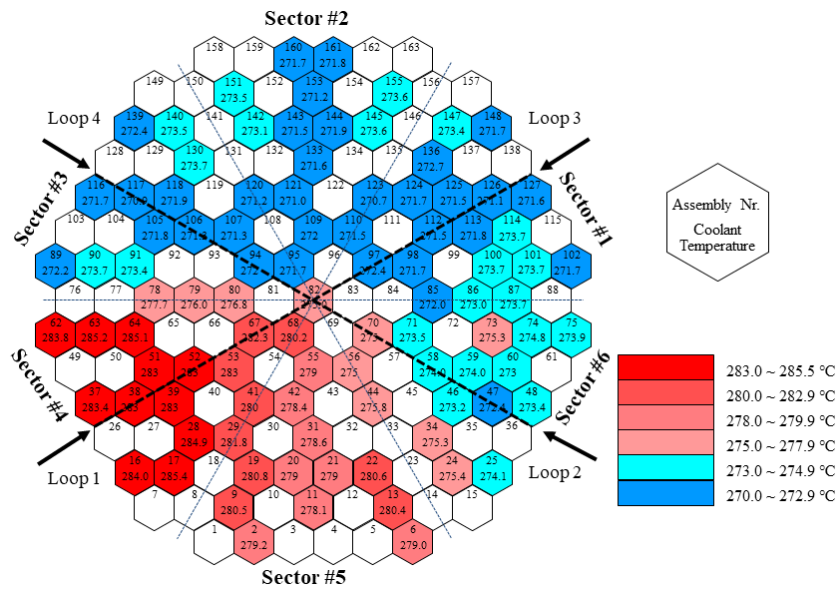 Sector #2
158 159 160 161 162 163
271.7 271.8
149 150 151 152 153 154 155 156 157
273.5 271.2 273.6
Loop 4
139 140 141 142 143 144 145 146 147 148
272.4 273.5 273.1 271.5 271.9 273.6 273.4 271.7
Loop 3
128 129 130 131 132 133 134 135 136 137 138
273.7 271.6 272.7
Sector #3
116 117 118 119 120 121 122 123 124 125 126 127
271.7 271.9 271.2 271.0 270.7 271.7 271.5 271.1 271.6
Sector #1
103 104 105 106 107 108 109 110 111 112 113 114 115
271.8 271.3 272 271.5 271.5 271.8 273.7
89 90 91 92 93 94 95 96 97 98 99 100 101 102
272.2 273.7 273.4 272 271.7 272.4 271.7 273.7 273.7 271.7
76 77 78 79 80 81 82 83 84 85 86 87 88
277.7 276.0 276.8 272.0 273.0 273.7
62 63 64 65 66 67 68 69 70 71 72 73 74 75
283.8 285.2 285.1 280.2 273.5 275.3 274.8 273.9
Sector #4
49 50 51 52 53 54 55 56 57 58 59 60 61
283 283 283 279 275 274.0 274.0 273
Sector #6
37 38 39 40 41 42 43 44 45 46 47 48
283.4 283 280 278.4 275.8 273.2 273.4
26 27 28 29 30 31 32 33 34 35 36
284.9 281.8 278.6 275.3
Loop 1
16 17 18 19 20 21 22 23 24 25
284.0 285.4 280.8 279 279 280.6 275.4 274.1
Loop 2
7 8 9 10 11 12 13 14 15
280.5 278.1 280.4
1 2 3 4 5 6
279.2 279.0
Sector #5
Assembly Nr.
Coolant
Temperature
283.0 ~ 285.5 ℃
280.0 ~ 282.9 ℃
278.0 ~ 279.9 ℃
275.0 ~ 277.9 ℃
273.0 ~ 274.9 ℃
270.0 ~ 272.9 ℃